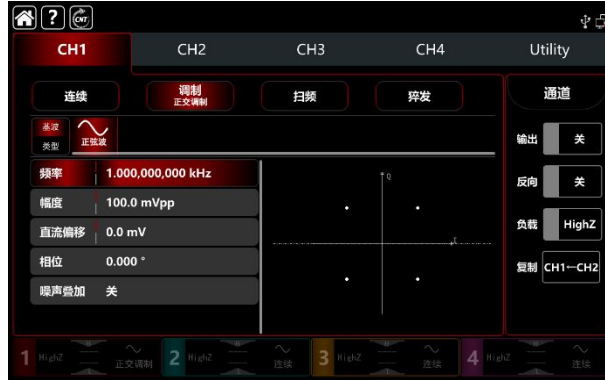 ? CNT
CH1 CH2 CH3 CH4 Utility
连续 调制 扫频 猝发 通道
正交调制
基波
类型 正弦波
输出 关
频率 1.000,000,000 kHz
Q
反向 关
幅度 100.0 mVpp
负载 HighZ
直流偏移 0.0 mV
I
相位 0.000 °
复制 CH1←CH2
噪声叠加 关
1 HighZ 正交调制 2 HighZ 连续 3 HighZ 连续 4 HighZ 连续